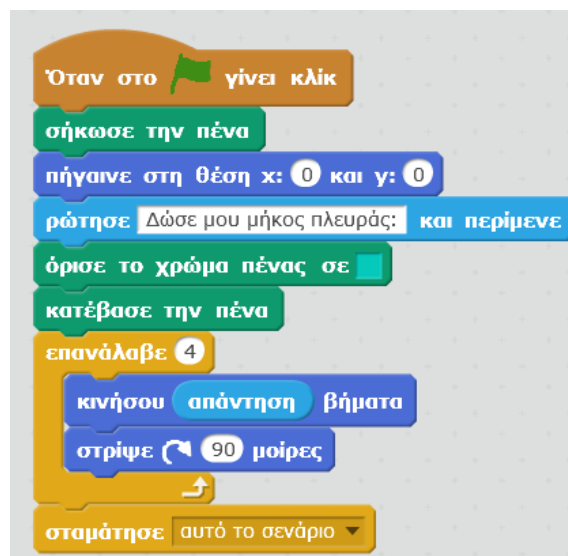 Όταν στο γίνει κλίκ
σήκωσε την πένα
πήγαινε στη θέση x: 0 και y: 0
ρώτησε Δώσε μου μήκος πλευράς: και περίμενε
όρισε το χρώμα πένας σε
κατέβασε την πένα
επανάλαβε 4
κινήσου απάντηση βήματα
στρίψε 90 μοίρες
σταμάτησε αυτό το σενάριο